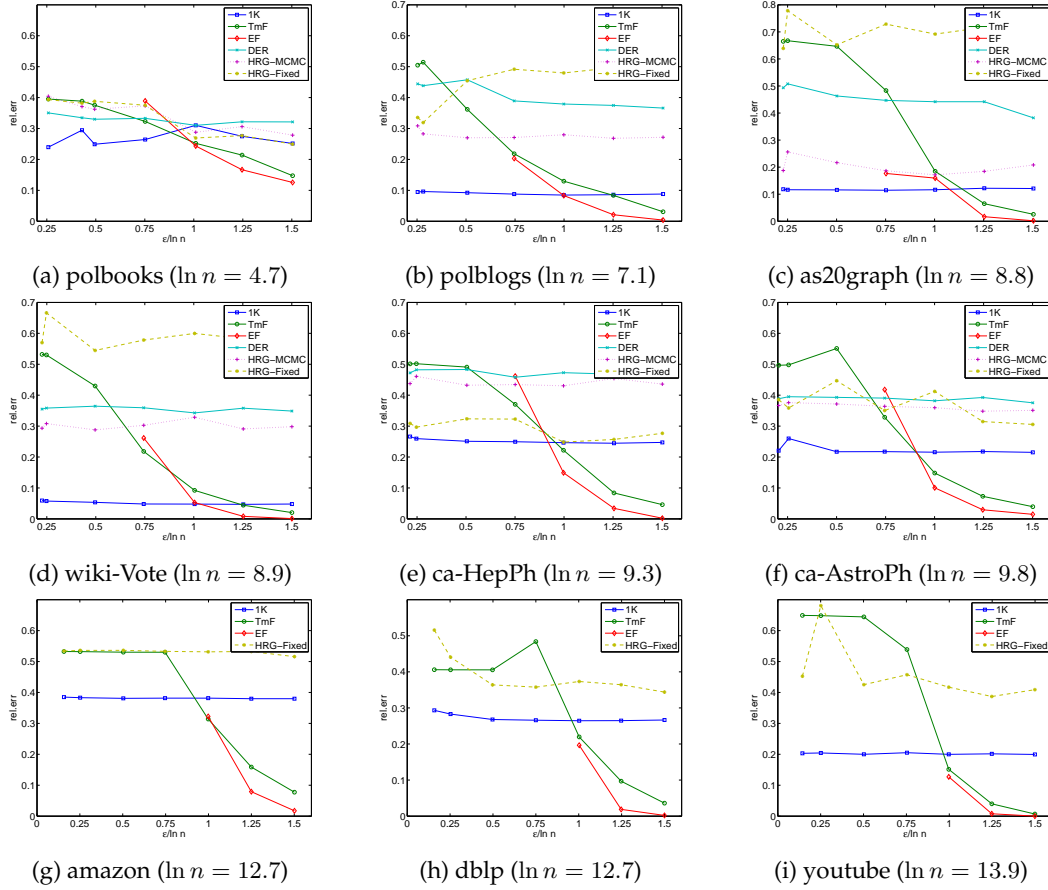 1K
TmF
EF
DER
HRG−MCMC
HRG−Fixed
0.6
0.5
0.4
0.3
0.2
0.1
0
rel.err
0.25 0.5 0.75 1 1.25 1.5
ε/ln n
(a) polbooks (ln n = 4.7)
1K
TmF
EF
DER
HRG−MCMC
HRG−Fixed
0.6
0.5
0.4
0.3
0.2
0.1
0
rel.err
0.25 0.5 0.75 1 1.25 1.5
ε/ln n
(b) polblogs (ln n = 7.1)
1K
TmF
EF
DER
HRG−MCMC
HRG−Fixed
0.8
0.7
0.6
0.5
0.4
0.3
0.2
0.1
0
rel.err
0.25 0.5 0.75 1 1.25 1.5
ε/ln n
(c) as20graph (ln n = 8.8)
1K
TmF
EF
DER
HRG−MCMC
HRG−Fixed
0.7
0.6
0.5
0.4
0.3
0.2
0.1
0
rel.err
0.25 0.5 0.75 1 1.25 1.5
ε/ln n
(d) wiki-Vote (ln n = 8.9)
1K
TmF
EF
DER
HRG−MCMC
HRG−Fixed
0.7
0.6
0.5
0.4
0.3
0.2
0.1
0
rel.err
0.25 0.5 0.75 1 1.25 1.5
ε/ln n
(e) ca-HepPh (ln n = 9.3)
1K
TmF
EF
DER
HRG−MCMC
HRG−Fixed
0.7
0.6
0.5
0.4
0.3
0.2
0.1
0
rel.err
0.25 0.5 0.75 1 1.25 1.5
ε/ln n
(f) ca-AstroPh (ln n = 9.8)
1K
TmF
EF
HRG−Fixed
0.6
0.5
0.4
0.3
0.2
0.1
0
rel.err
0 0.25 0.5 0.75 1 1.25 1.5
ε/ln n
(g) amazon (ln n = 12.7)
1K
TmF
EF
HRG−Fixed
0.5
0.4
0.3
0.2
0.1
0
rel.err
0 0.25 0.5 0.75 1 1.25 1.5
ε/ln n
(h) dblp (ln n = 12.7)
1K
TmF
EF
HRG−Fixed
0.6
0.5
0.4
0.3
0.2
0.1
0
rel.err
0 0.25 0.5 0.75 1 1.25 1.5
ε/ln n
(i) youtube (ln n = 13.9)